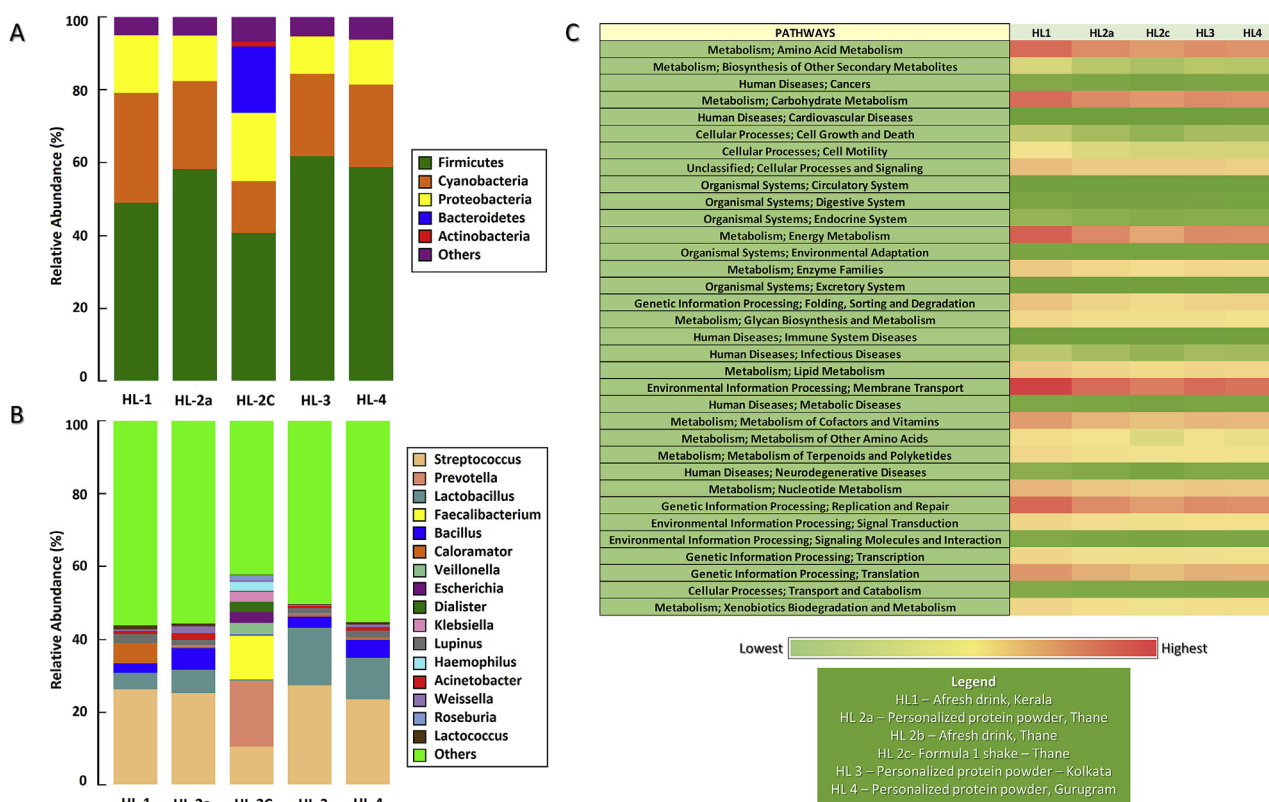 A
100
80
60
40
20
0
Relative Abundance (%)
HL-1 HL-2a HL-2C HL-3 HL-4
Firmicutes
Cyanobacteria
Proteobacteria
Bacteroidetes
Actinobacteria
Others
B
100
80
60
40
20
0
Relative Abundance (%)
HL-1 HL-2a HL-2C HL-3 HL-4
Streptococcus
Prevotella
Lactobacillus
Faecalibacterium
Bacillus
Caloramator
Veillonella
Escherichia
Dialister
Klebsiella
Lupinus
Haemophilus
Acinetobacter
Weissella
Roseburia
Lactococcus
Others
C
PATHWAYS HL1 HL2a HL2c HL3 HL4
Metabolism; Amino Acid Metabolism
Metabolism; Biosynthesis of Other Secondary Metabolites
Human Diseases; Cancers
Metabolism; Carbohydrate Metabolism
Human Diseases; Cardiovascular Diseases
Cellular Processes; Cell Growth and Death
Cellular Processes; Cell Motility
Unclassified; Cellular Processes and Signaling
Organismal Systems; Circulatory System
Organismal Systems; Digestive System
Organismal Systems; Endocrine System
Metabolism; Energy Metabolism
Organismal Systems; Environmental Adaptation
Metabolism; Enzyme Families
Organismal Systems; Excretory System
Genetic Information Processing; Folding, Sorting and Degradation
Metabolism; Glycan Biosynthesis and Metabolism
Human Diseases; Immune System Diseases
Human Diseases; Infectious Diseases
Metabolism; Lipid Metabolism
Environmental Information Processing; Membrane Transport
Human Diseases; Metabolic Diseases
Metabolism; Metabolism of Cofactors and Vitamins
Metabolism; Metabolism of Other Amino Acids
Metabolism; Metabolism of Terpenoids and Polyketides
Human Diseases; Neurodegenerative Diseases
Metabolism; Nucleotide Metabolism
Genetic Information Processing; Replication and Repair
Environmental Information Processing; Signal Transduction
Environmental Information Processing; Signaling Molecules and Interaction
Genetic Information Processing; Transcription
Genetic Information Processing; Translation
Cellular Processes; Transport and Catabolism
Metabolism; Xenobiotics Biodegradation and Metabolism
Lowest Highest
Legend
HL1 – Afresh drink, Kerala
HL 2a – Personalized protein powder, Thane
HL 2b – Afresh drink, Thane
HL 2c- Formula 1 shake – Thane
HL 3 – Personalized protein powder – Kolkata
HL 4 – Personalized protein powder, Gurugram